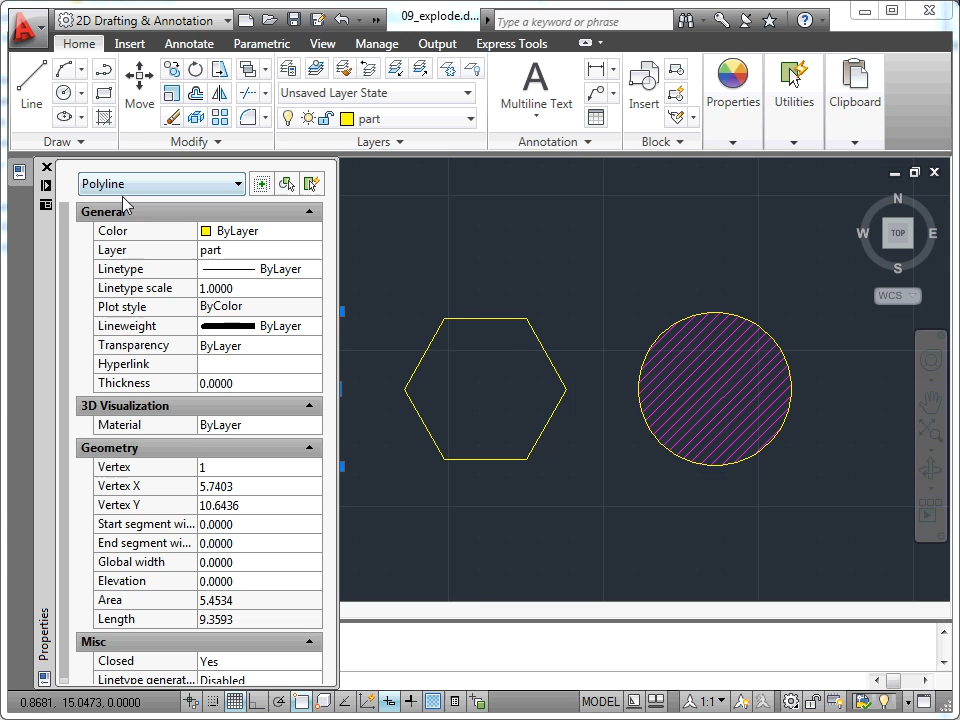 2D Drafting & Annotation
09_explode.d...
Type a keyword or phrase
Home Insert Annotate Parametric View Manage Output Express Tools
Line
Move
Unsaved Layer State
part
Multiline Text
Insert
Properties
Utilities
Clipboard
Draw
Modify
Layers
Annotation
Block
Polyline
General
Color ByLayer
Layer part
Linetype ByLayer
Linetype scale 1.0000
Plot style ByColor
Lineweight ByLayer
Transparency ByLayer
Hyperlink
Thickness 0.0000
3D Visualization
Material ByLayer
Geometry
Vertex 1
Vertex X 5.7403
Vertex Y 10.6436
Start segment wi... 0.0000
End segment wi... 0.0000
Global width 0.0000
Elevation 0.0000
Area 5.4534
Length 9.3593
Misc
Closed Yes
Linetype generat... Disabled
Properties
N
W TOP E
S
WCS
0.8681, 15.0473, 0.0000
MODEL
1:1